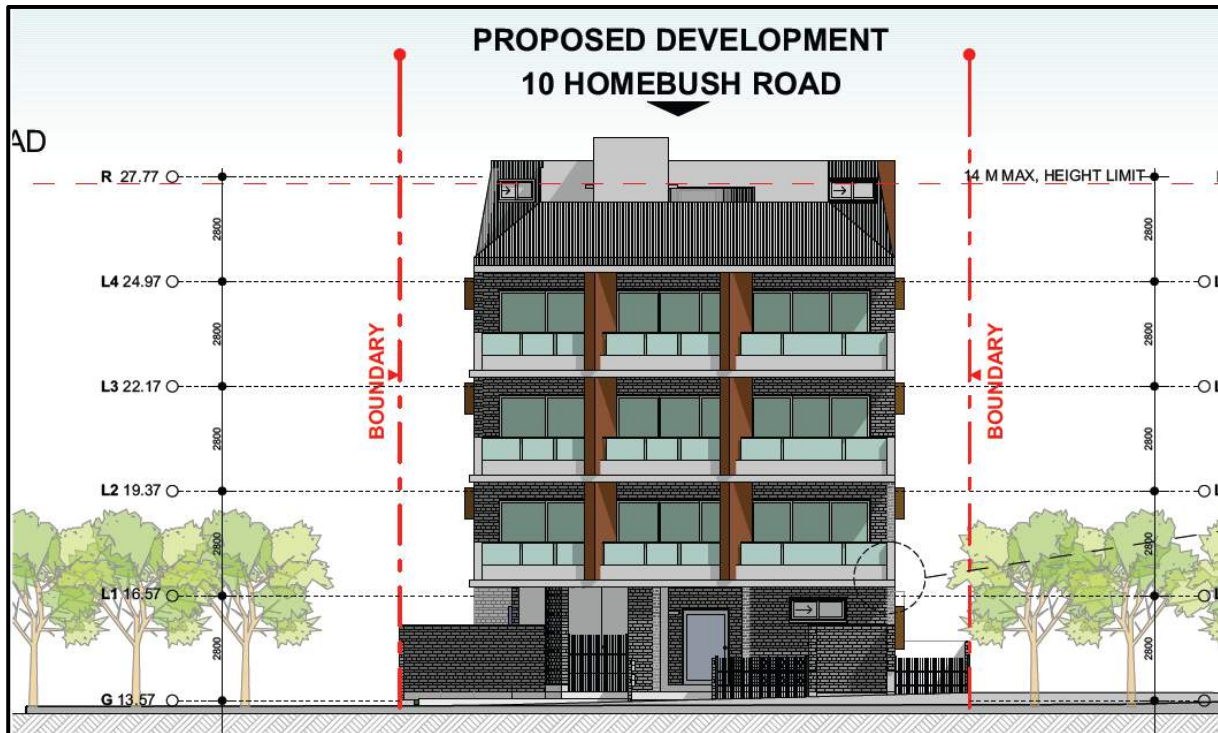 PROPOSED DEVELOPMENT
10 HOMEBUSH ROAD
AD
R 27.77
14 M MAX, HEIGHT LIMIT
2800
2800
L4 24.97
L
2800
2800
BOUNDARY
BOUNDARY
L3 22.17
L
2800
2800
L2 19.37
L
2800
2800
L1 16.57
2800
2800
G 13.57